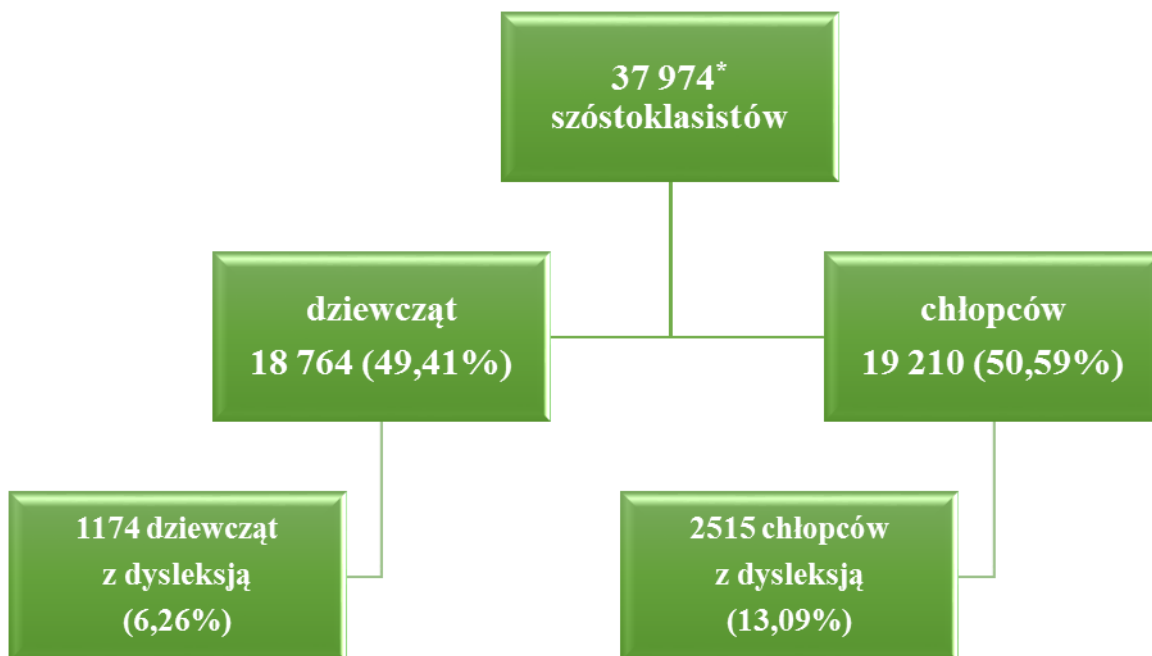 37 974*
szóstoklasistów
dziewcząt
18 764 (49,41%)
chłopców
19 210 (50,59%)
1174 dziewcząt
z dysleksją
(6,26%)
2515 chłopców
z dysleksją
(13,09%)